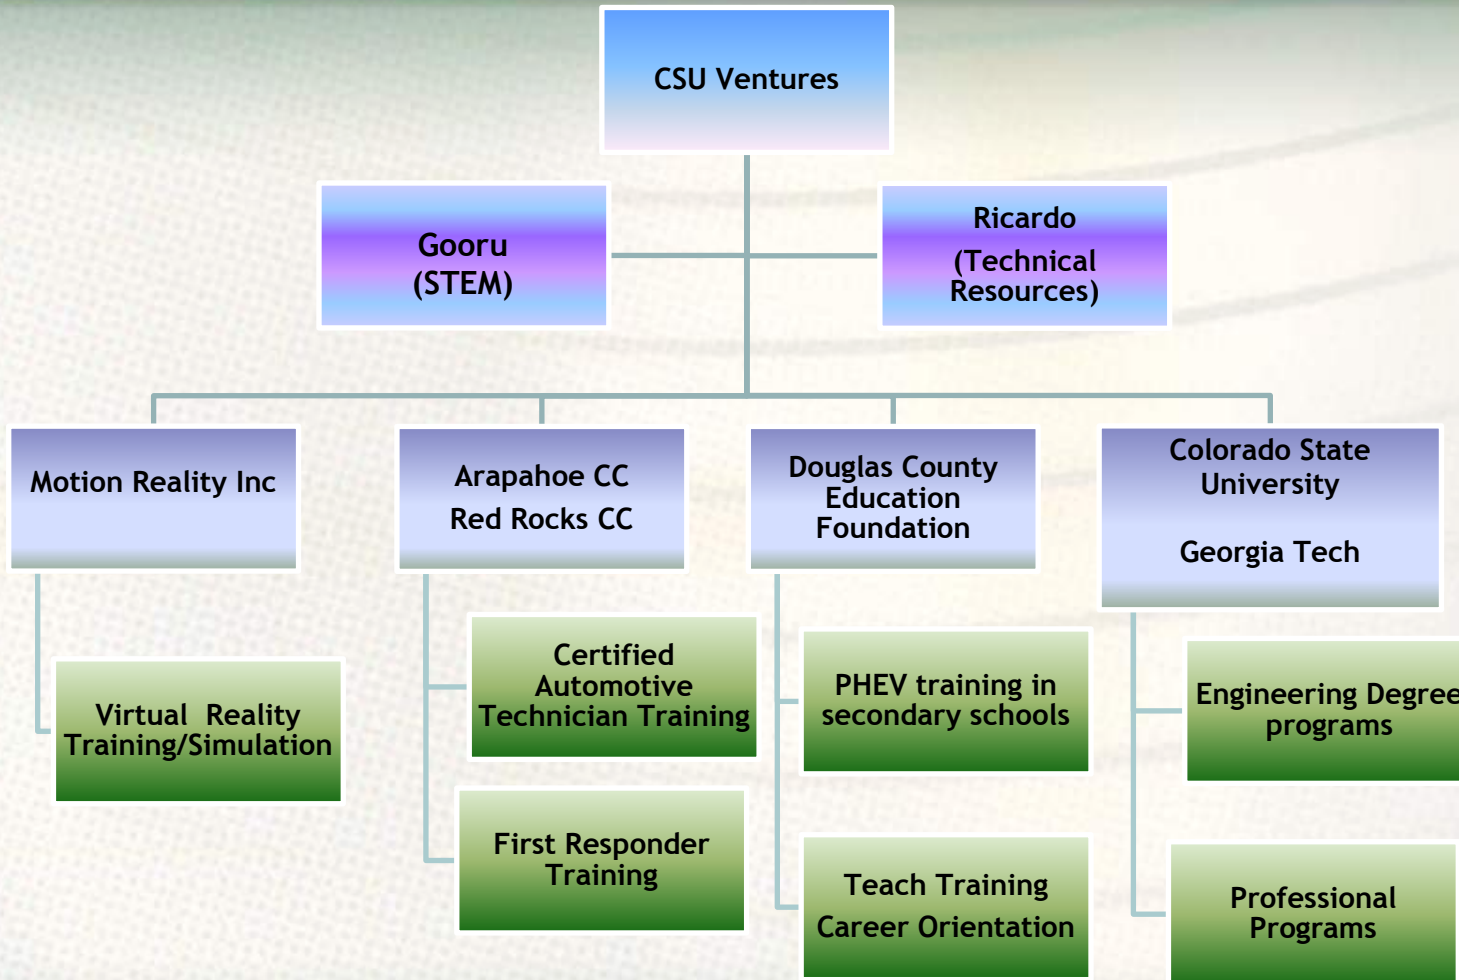 CSU Ventures
Gooru
(STEM)
Ricardo
(Technical
Resources)
Motion Reality Inc
Arapahoe CC
Red Rocks CC
Douglas County
Education
Foundation
Colorado State
University
Georgia Tech
Virtual Reality
Training/Simulation
Certified
Automotive
Technician Training
First Responder
Training
PHEV training in
secondary schools
Teach Training
Career Orientation
Engineering Degree
programs
Professional
Programs